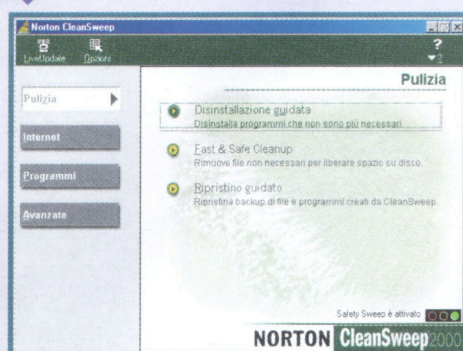 Norton CleanSweep
LiveUpdate Opzioni ?
Pulizia
Pulizia
Internet
Programmi
Avanzate
Disinstallazione guidata
Disinstalla programmi che non sono più necessari.
Fast & Safe Cleanup
Rimuove file non necessari per liberare spazio su disco.
Ripristino guidato
Ripristina backup di file e programmi creati da CleanSweep.
Safety Sweep è attivato
NORTON CleanSweep 2000